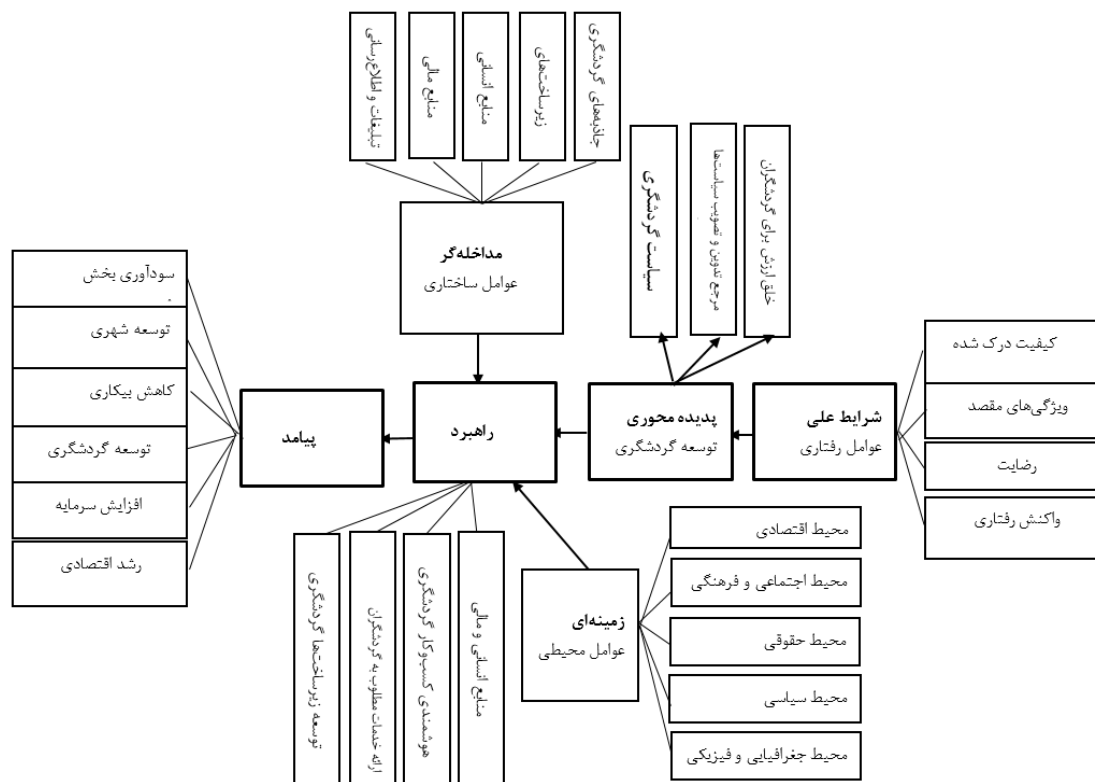 جاذبه‌های گردشگری
زیرساخت‌های
منابع انسانی
منابع مالی
تبلیغات و اطلاع‌رسانی
خلق ارزش برای گردشگران
مرجع تدوین و تصویب سیاست‌ها
سیاست گردشگری
مداخله‌گر
عوامل ساختاری
کیفیت درک شده
ویژگی‌های مقصد
رضایت
واکنش رفتاری
شرایط علی
عوامل رفتاری
پدیده محوری
توسعه گردشگری
راهبرد
پیامد
سودآوری بخش
توسعه شهری
کاهش بیکاری
توسعه گردشگری
افزایش سرمایه
رشد اقتصادی
محیط اقتصادی
محیط اجتماعی و فرهنگی
محیط حقوقی
محیط سیاسی
محیط جغرافیایی و فیزیکی
زمینه‌ای
عوامل محیطی
منابع انسانی و مالی
هوشمندی کسب‌وکار گردشگری
ارائه خدمات مطلوب به گردشگران
توسعه زیرساخت‌ها گردشگری